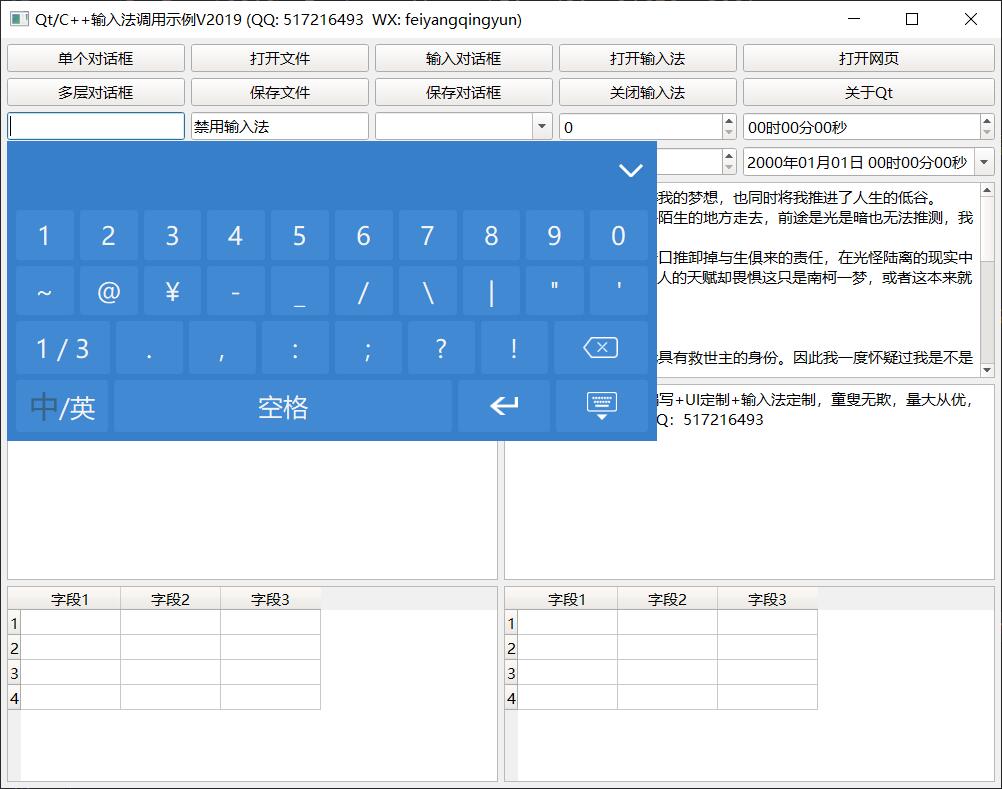 Qt/C++输入法调用示例V2019 (QQ: 517216493  WX: feiyangqingyun)
单个对话框 打开文件 输入对话框 打开输入法 打开网页
多层对话框 保存文件 保存对话框 关闭输入法 关于Qt
禁用输入法 0 00时00分00秒
2000年01月01日 00时00分00秒
我的梦想，也同时将我推进了人生的低谷。
陌生的地方走去，前途是光是暗也无法推测，我
口推卸掉与生俱来的责任，在光怪陆离的现实中
人的天赋却畏惧这只是南柯一梦，或者这本来就
具有救世主的身份。因此我一度怀疑过我是不是
写+UI定制+输入法定制，童叟无欺，量大从优，
Q：517216493
1 2 3 4 5 6 7 8 9 0
~ @ ¥ - _ / \ | " '
1 / 3 . , : ; ? !
中/英 空格
字段1 字段2 字段3
1
2
3
4
字段1 字段2 字段3
1
2
3
4